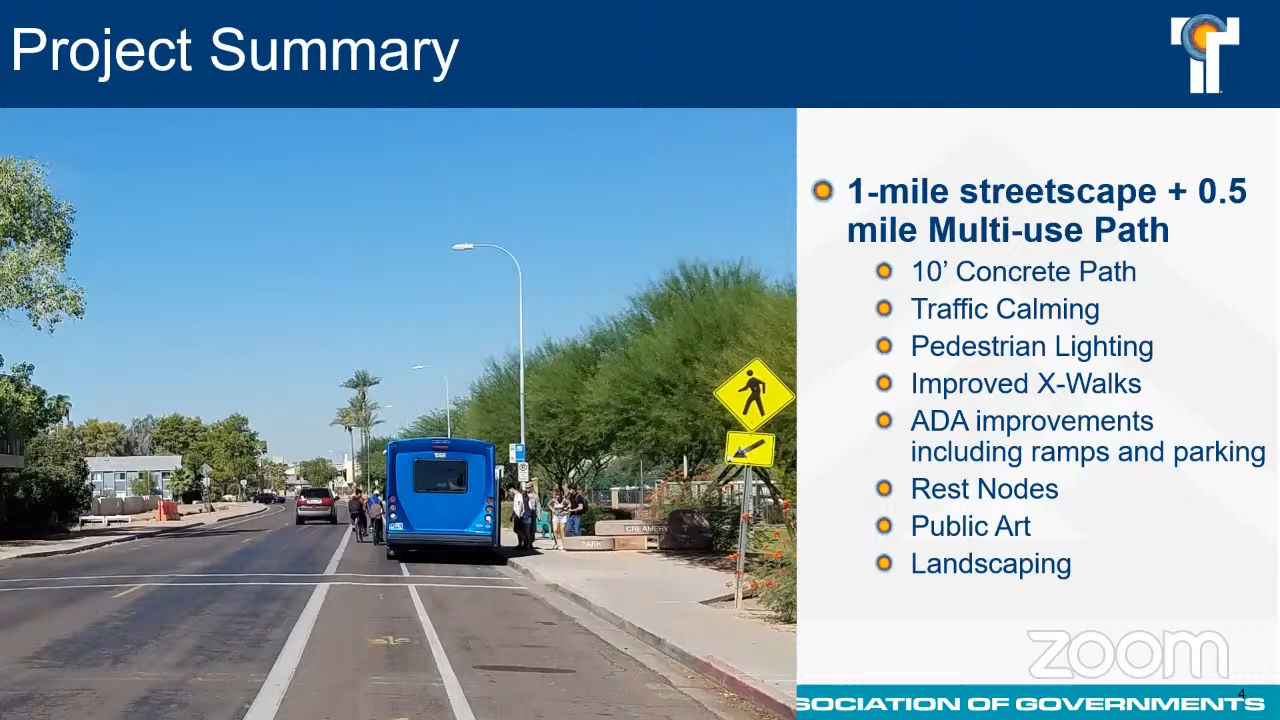 Project Summary
1-mile streetscape + 0.5
mile Multi-use Path
10’ Concrete Path
Traffic Calming
Pedestrian Lighting
Improved X-Walks
ADA improvements
including ramps and parking
Rest Nodes
Public Art
Landscaping
CREAMERY
PARK
zoom
4
SOCIATION OF GOVERNMENTS